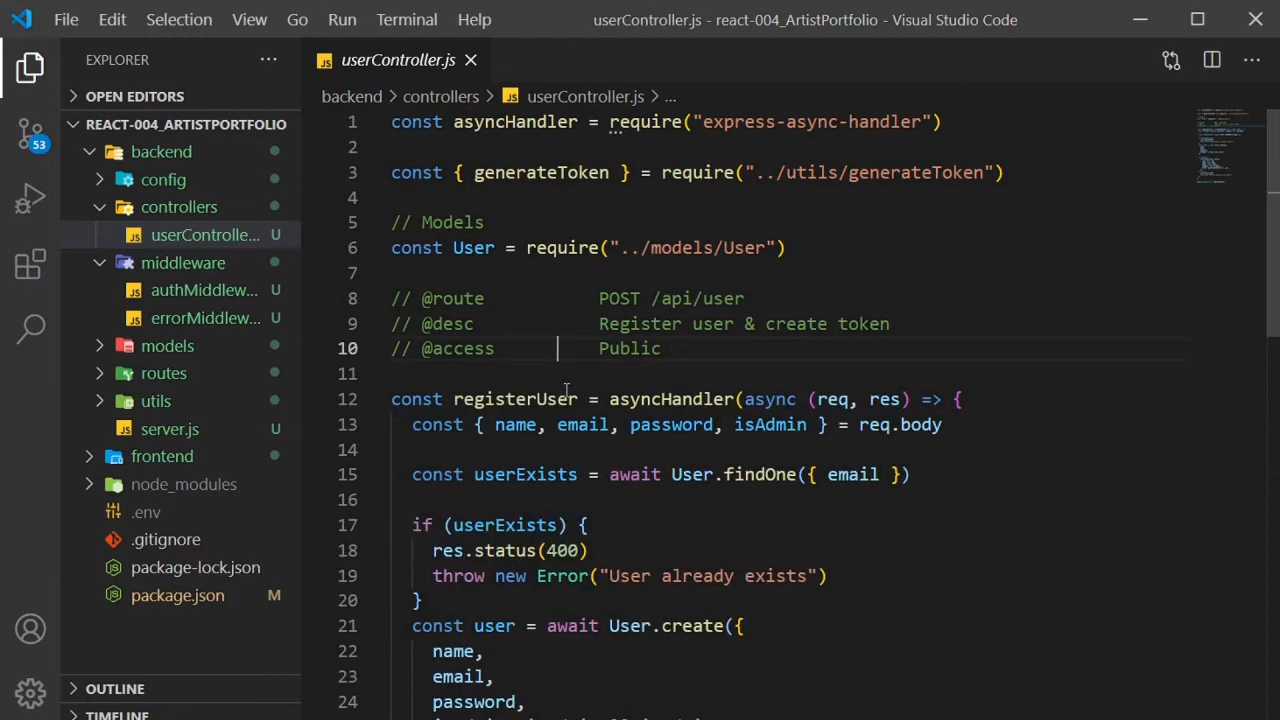 File Edit Selection View Go Run Terminal Help
userController.js - react-004_ArtistPortfolio - Visual Studio Code
EXPLORER
OPEN EDITORS
REACT-004_ARTISTPORTFOLIO
backend
config
controllers
JS userControlle... U
middleware
JS authMiddlew... U
JS errorMiddlew... U
models
routes
utils
JS server.js U
frontend
node_modules
.env
.gitignore
package-lock.json
package.json M
OUTLINE
TIMELINE
53
JS userController.js
backend > controllers > JS userController.js > ...
1 const asyncHandler = require("express-async-handler")
2
3 const { generateToken } = require("../utils/generateToken")
4
5 // Models
6 const User = require("../models/User")
7
8 // @route POST /api/user
9 // @desc Register user & create token
10 // @access Public
11
12 const registerUser = asyncHandler(async (req, res) => {
13 const { name, email, password, isAdmin } = req.body
14
15 const userExists = await User.findOne({ email })
16
17 if (userExists) {
18 res.status(400)
19 throw new Error("User already exists")
20 }
21 const user = await User.create({
22 name,
23 email,
24 password,